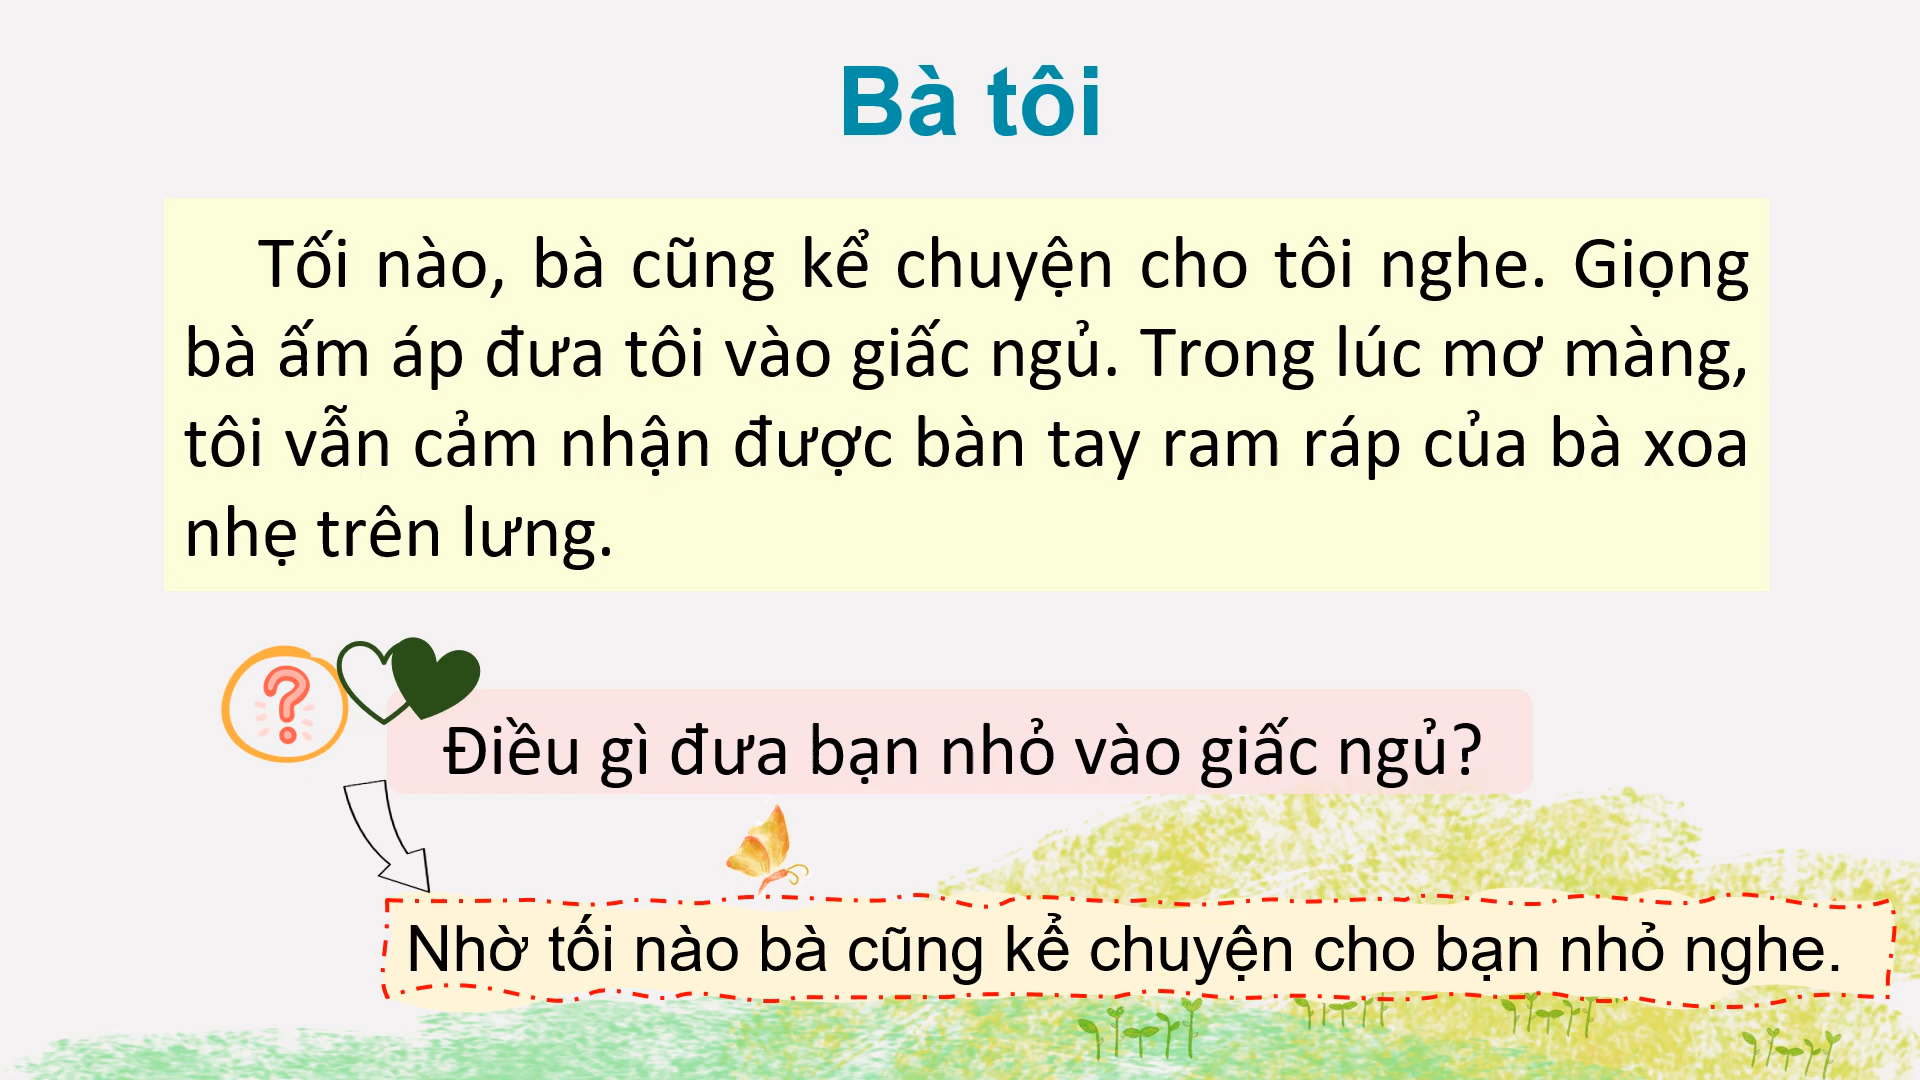 Bà tôi
Tối nào, bà cũng kể chuyện cho tôi nghe. Giọng
bà ấm áp đưa tôi vào giấc ngủ. Trong lúc mơ màng,
tôi vẫn cảm nhận được bàn tay ram ráp của bà xoa
nhẹ trên lưng.
?
Điều gì đưa bạn nhỏ vào giấc ngủ?
Nhờ tối nào bà cũng kể chuyện cho bạn nhỏ nghe.